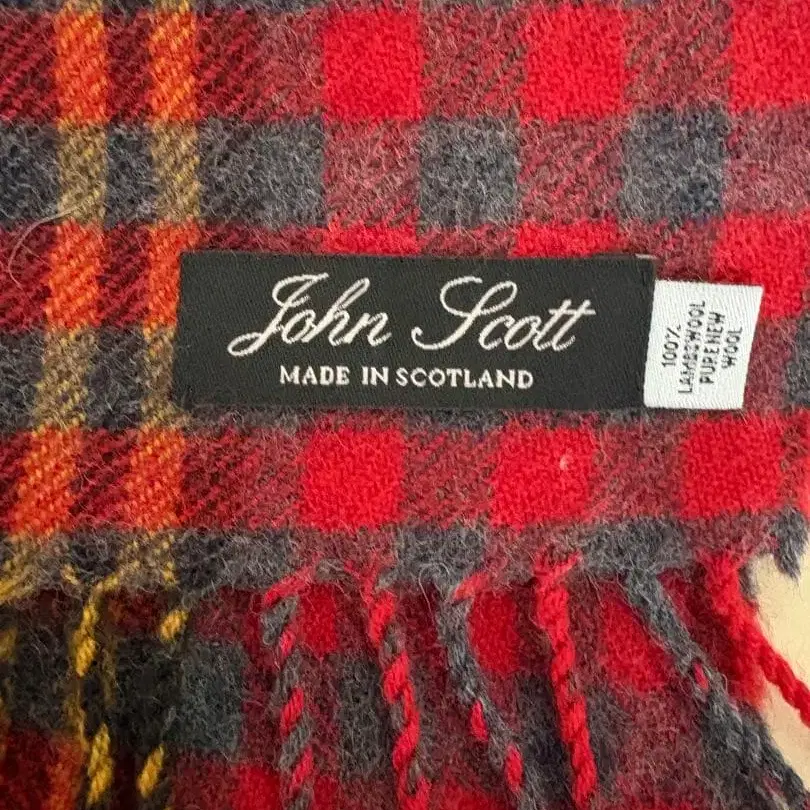 John Scott
MADE IN SCOTLAND
100%
LAMBSWOOL
PURE NEW
WOOL